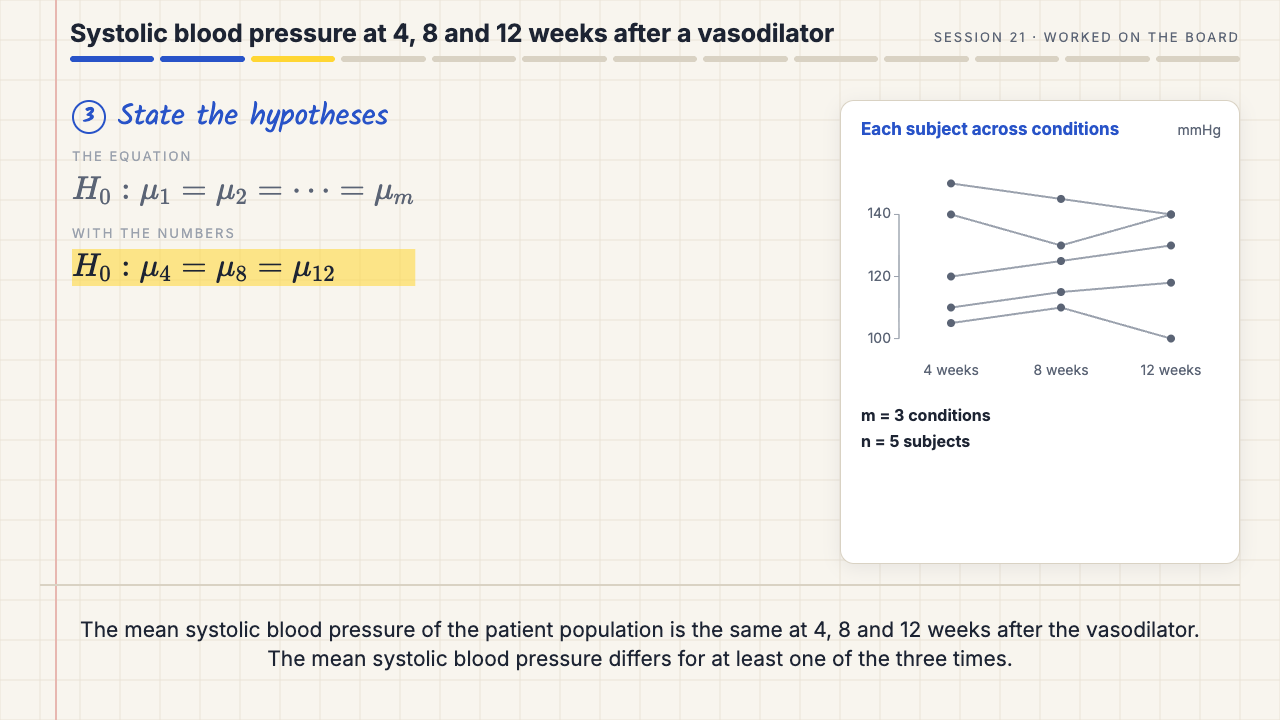 Systolic blood pressure at 4, 8 and 12 weeks after a vasodilator
SESSION 21 · WORKED ON THE BOARD
3 State the hypotheses
THE EQUATION
H₀ : μ₁ = μ₂ = ⋯ = μₘ
WITH THE NUMBERS
H₀ : μ₄ = μ₈ = μ₁₂
Each subject across conditions mmHg
140
120
100
4 weeks 8 weeks 12 weeks
m = 3 conditions
n = 5 subjects
The mean systolic blood pressure of the patient population is the same at 4, 8 and 12 weeks after the vasodilator.
The mean systolic blood pressure differs for at least one of the three times.